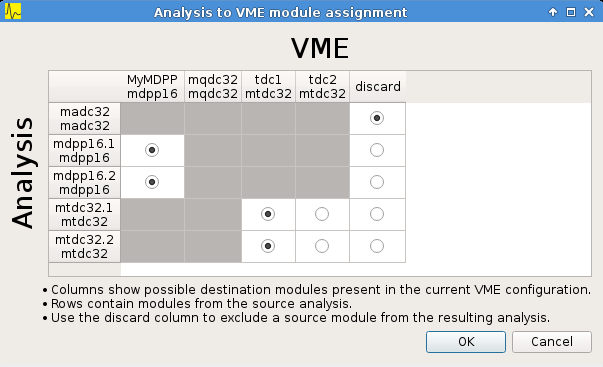 Analysis to VME module assignment
VME
MyMDPP mqdc32 tdc1 tdc2 discard
mdpp16 mqdc32 mtdc32 mtdc32
Analysis
madc32
madc32
mdpp16.1
mdpp16
mdpp16.2
mdpp16
mtdc32.1
mtdc32
mtdc32.2
mtdc32
• Columns show possible destination modules present in the current VME configuration.
• Rows contain modules from the source analysis.
• Use the discard column to exclude a source module from the resulting analysis.
OK Cancel